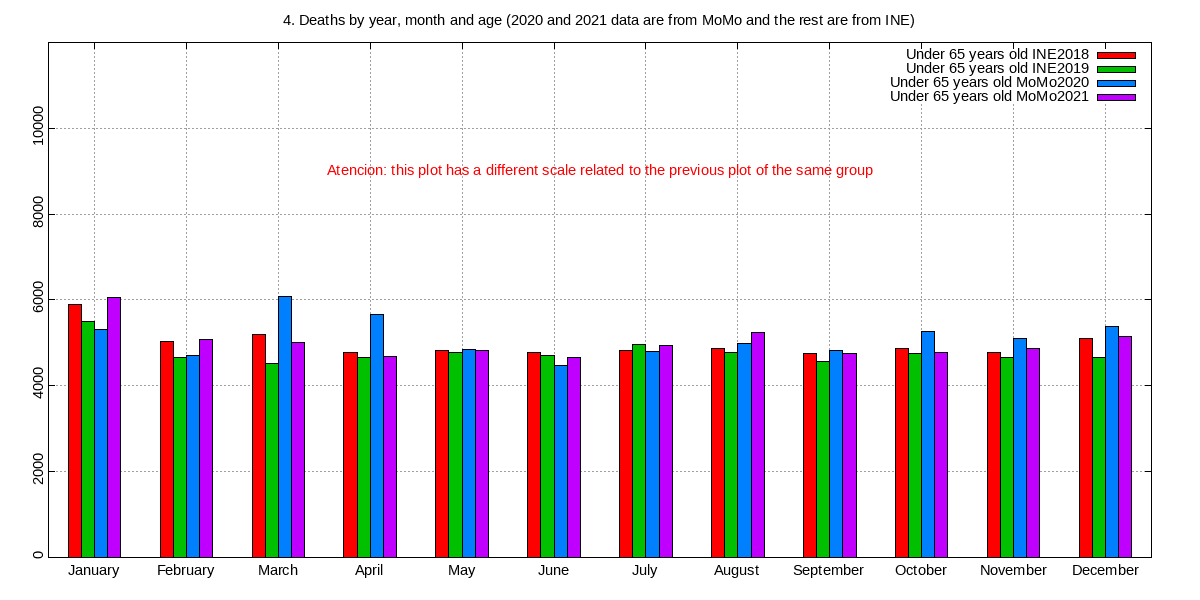 4. Deaths by year, month and age (2020 and 2021 data are from MoMo and the rest are from INE)
Under 65 years old INE2018
Under 65 years old INE2019
Under 65 years old MoMo2020
Under 65 years old MoMo2021
10000
Atencion: this plot has a different scale related to the previous plot of the same group
8000
6000
4000
2000
0
January February March April May June July August September October November December